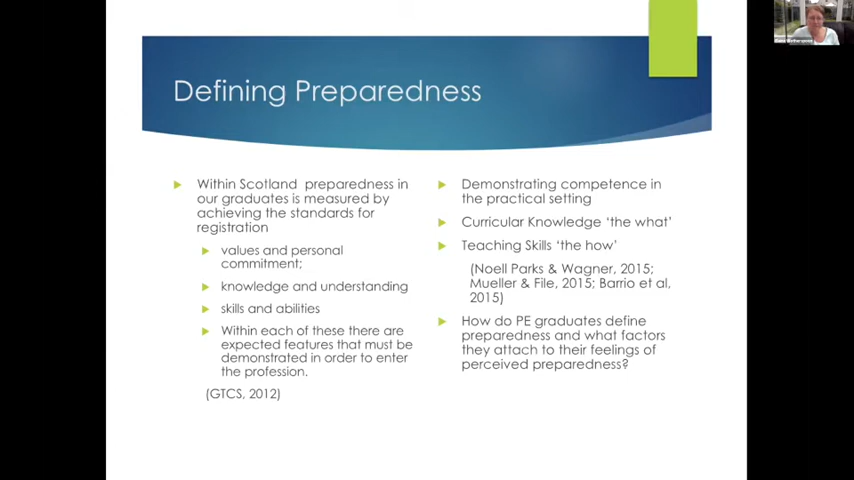 Defining Preparedness
Within Scotland preparedness in
our graduates is measured by
achieving the standards for
registration
values and personal
commitment;
knowledge and understanding
skills and abilities
Within each of these there are
expected features that must be
demonstrated in order to enter
the profession.
(GTCS, 2012)
Demonstrating competence in
the practical setting
Curricular Knowledge ‘the what’
Teaching Skills ‘the how’
(Noell Parks & Wagner, 2015;
Mueller & File, 2015; Barrio et al,
2015)
How do PE graduates define
preparedness and what factors
they attach to their feelings of
perceived preparedness?